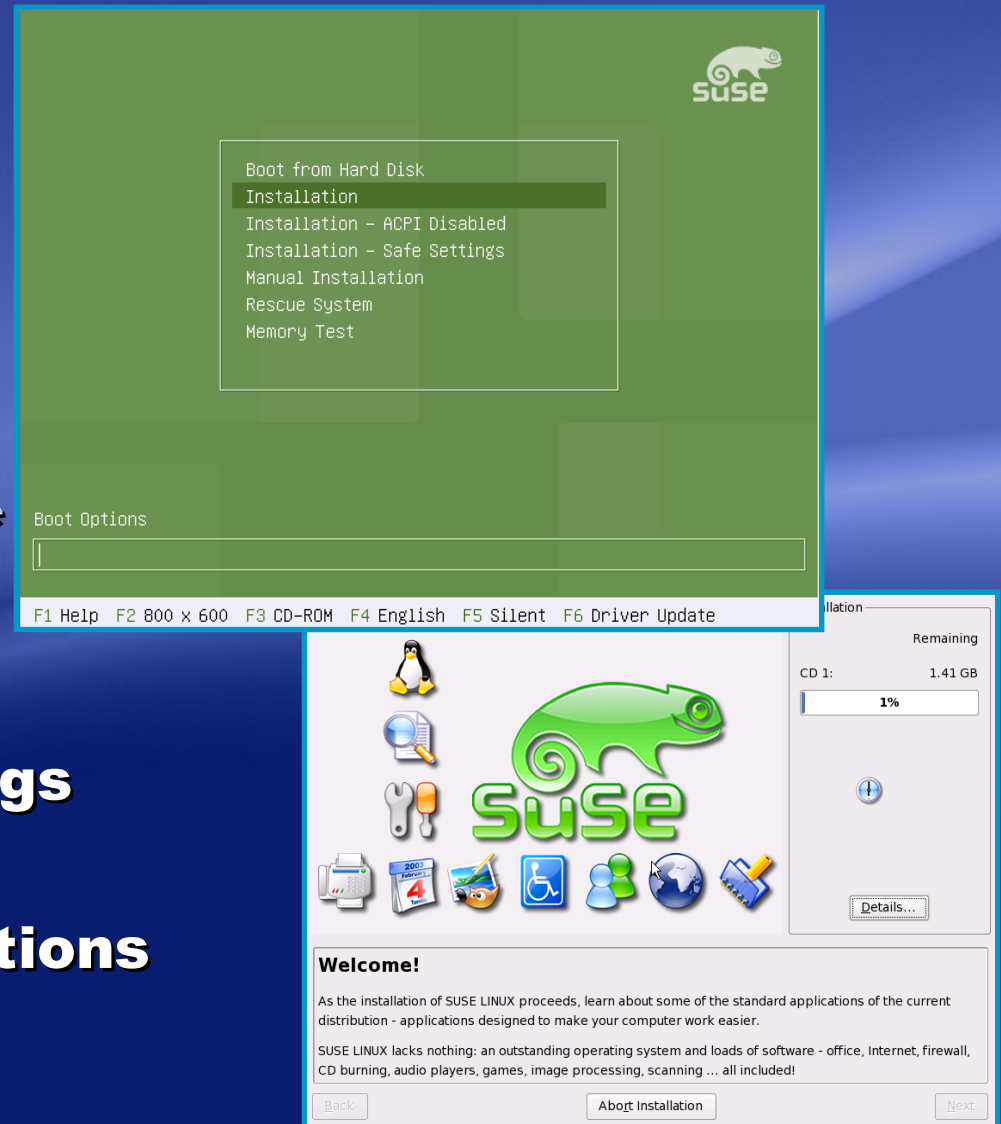 SUSE
Boot from Hard Disk
Installation
Installation – ACPI Disabled
Installation – Safe Settings
Manual Installation
Rescue System
Memory Test
Boot Options
F1 Help F2 800 x 600 F3 CD-ROM F4 English F5 Silent F6 Driver Update
Remaining
CD 1: 1.41 GB
1%
SUSE
2003
February
4
Tuesday
Details...
Welcome!
As the installation of SUSE LINUX proceeds, learn about some of the standard applications of the current
distribution - applications designed to make your computer work easier.
SUSE LINUX lacks nothing: an outstanding operating system and loads of software - office, Internet, firewall,
CD burning, audio players, games, image processing, scanning ... all included!
Back Abort Installation Next